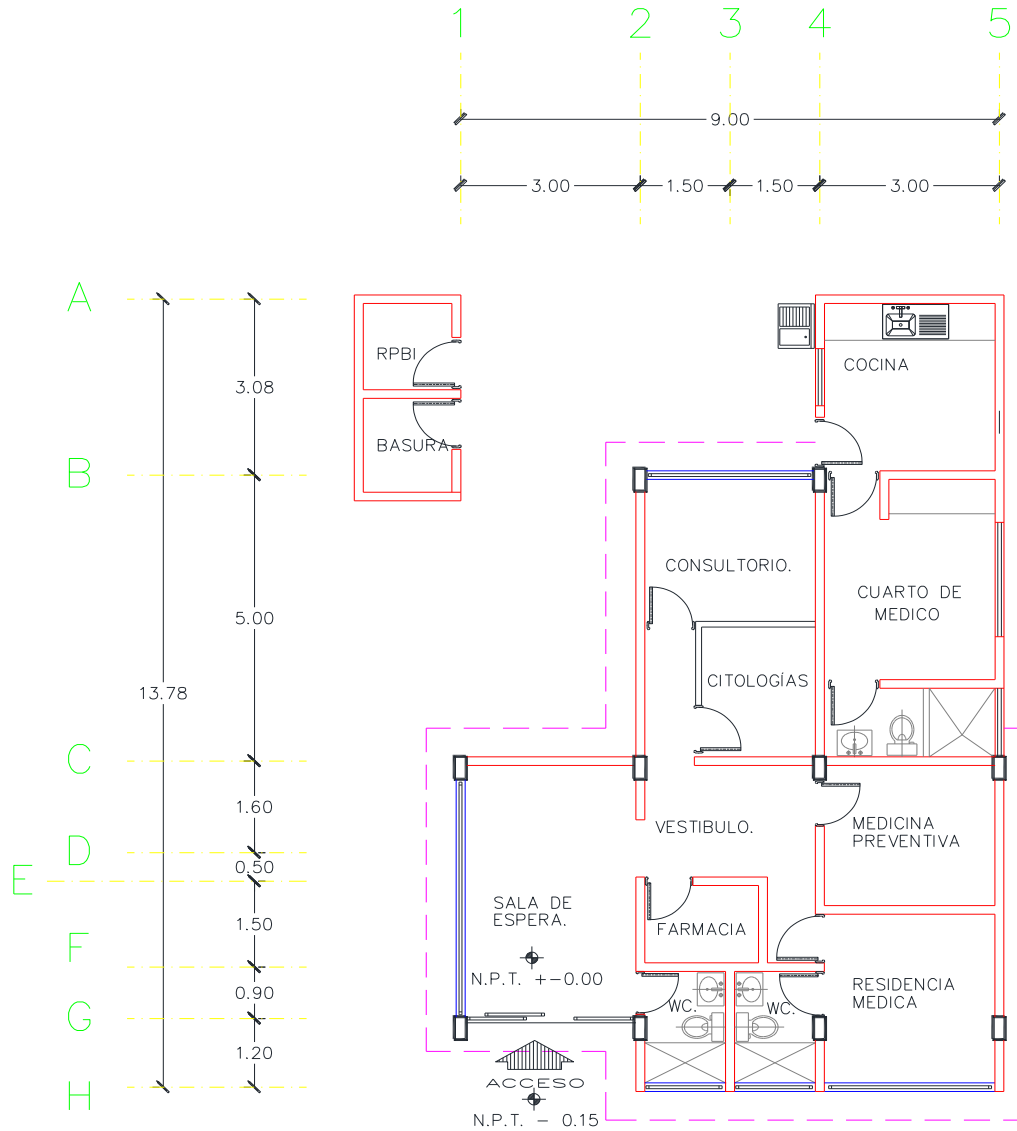 1 2 3 4 5
9.00
3.00 1.50 1.50 3.00
A
RPBI
COCINA
3.08
BASURA
B
CONSULTORIO.
CUARTO DE
MEDICO
5.00
CITOLOGÍAS
13.78
C
1.60
VESTIBULO.
MEDICINA
PREVENTIVA
D
0.50
E
SALA DE
ESPERA.
1.50
FARMACIA
F
N.P.T. +-0.00
0.90
WC.
WC.
RESIDENCIA
MEDICA
G
1.20
ACCESO
H
N.P.T. - 0.15